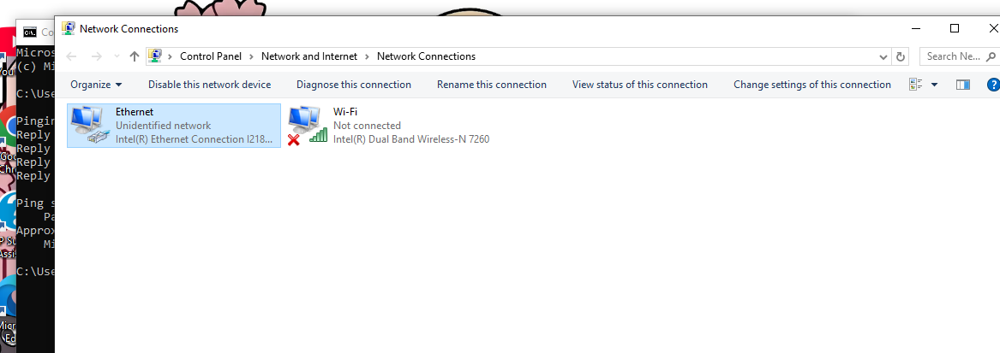 Network Connections
Control Panel > Network and Internet > Network Connections
Search Ne...
Organize
Disable this network device
Diagnose this connection
Rename this connection
View status of this connection
Change settings of this connection
Ethernet
Unidentified network
Intel(R) Ethernet Connection I218...
Wi-Fi
Not connected
Intel(R) Dual Band Wireless-N 7260
Co
Micros
(c) Mi
C:\Use
Pingin
Reply
Reply
Reply
Reply
Ping s
Pa
Approx
Mi
C:\Use